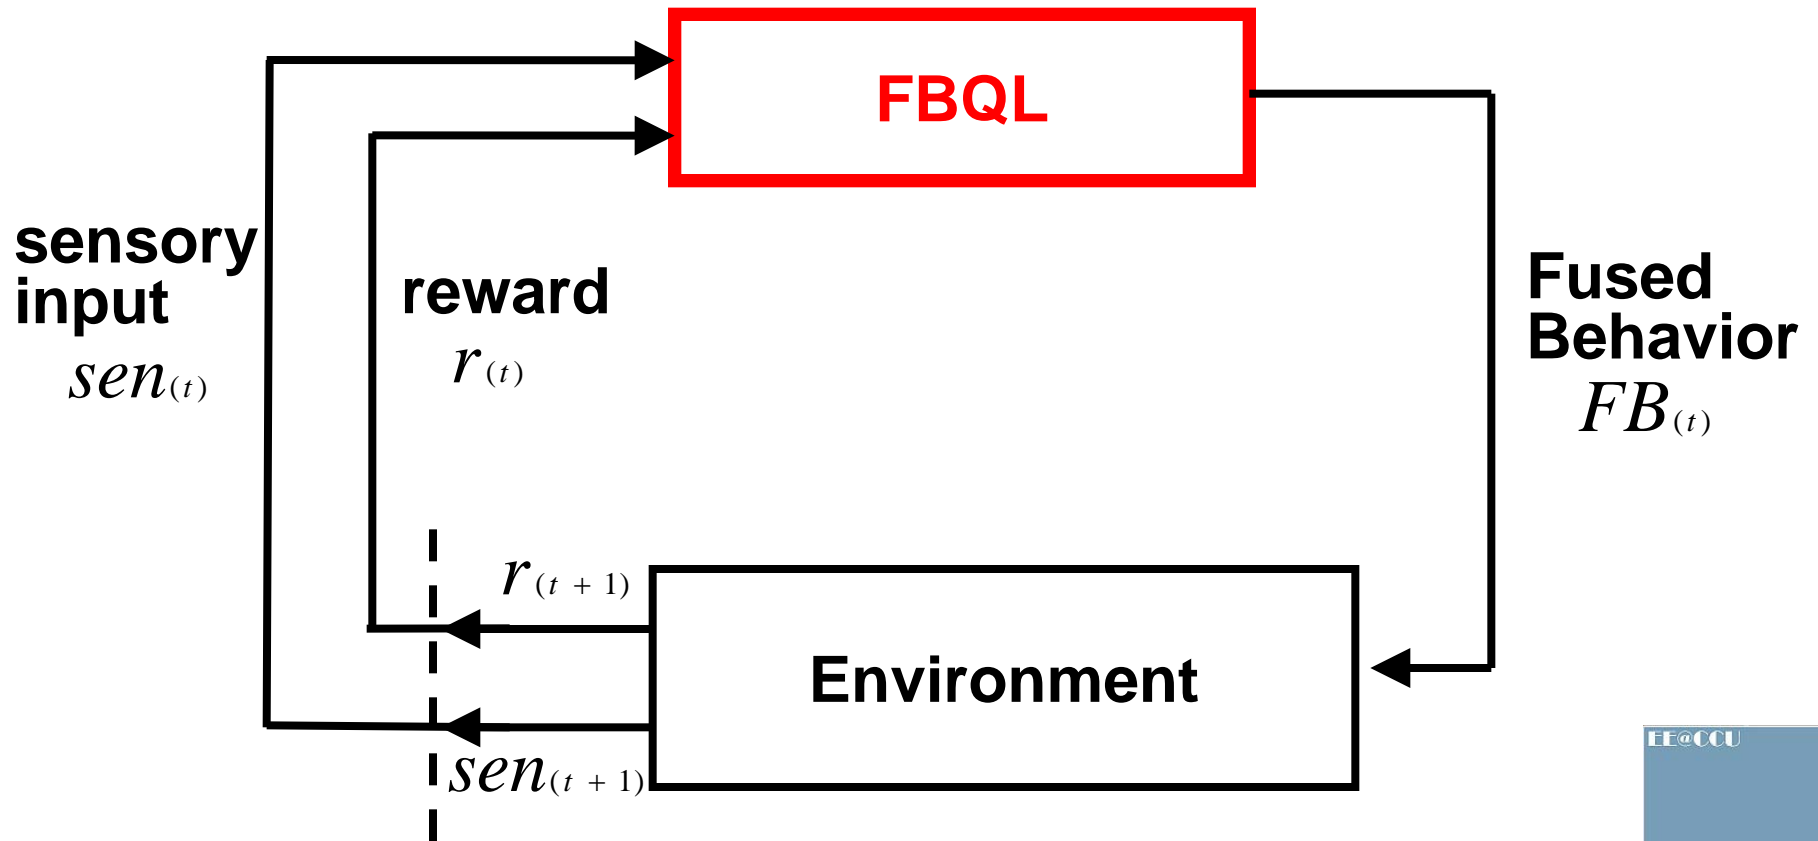 FBQL
sensory
input
sen(t)
reward
r(t)
Fused
Behavior
FB(t)
r(t + 1)
Environment
sen(t + 1)
EE@CCU